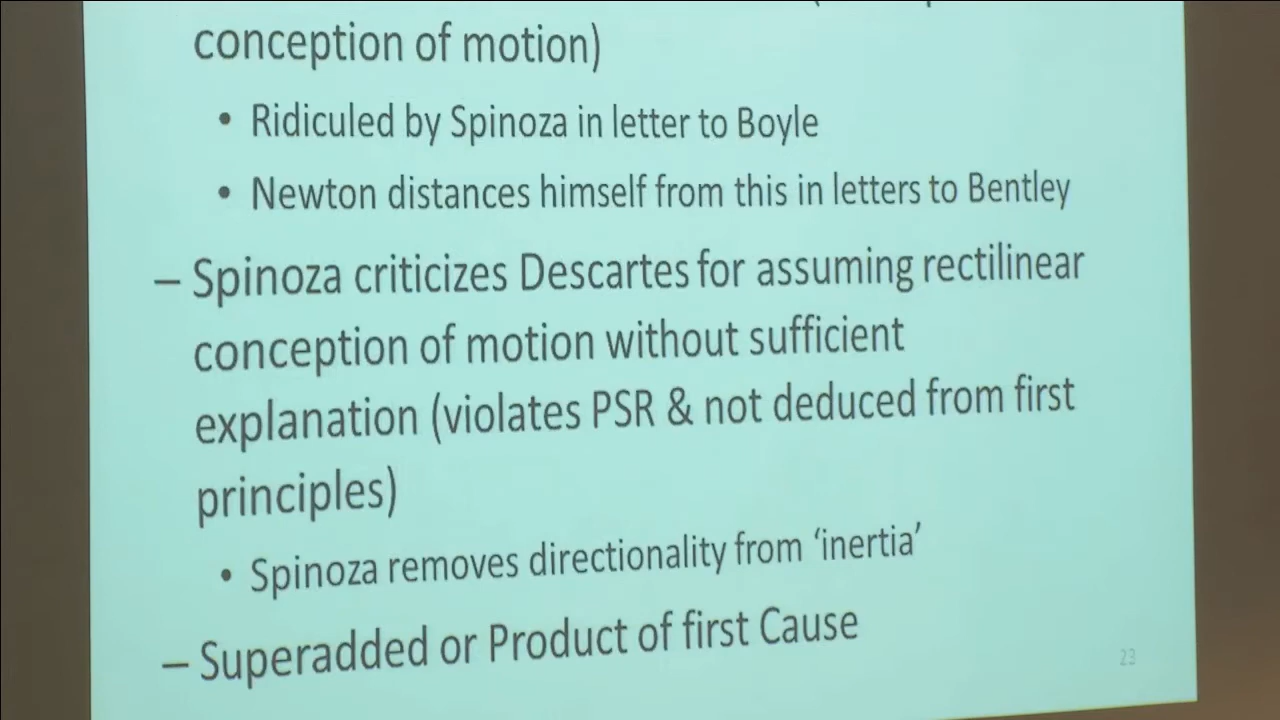 conception of motion)
• Ridiculed by Spinoza in letter to Boyle
• Newton distances himself from this in letters to Bentley
– Spinoza criticizes Descartes for assuming rectilinear
conception of motion without sufficient
explanation (violates PSR & not deduced from first
principles)
• Spinoza removes directionality from ‘inertia’
– Superadded or Product of first Cause
23